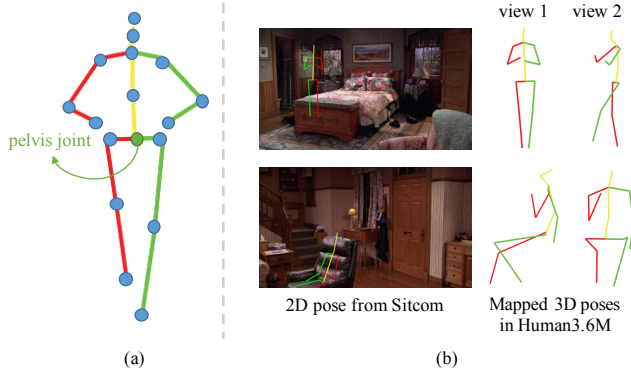 view 1
view 2
pelvis joint
2D pose from Sitcom
Mapped 3D poses
in Human3.6M
(a)
(b)